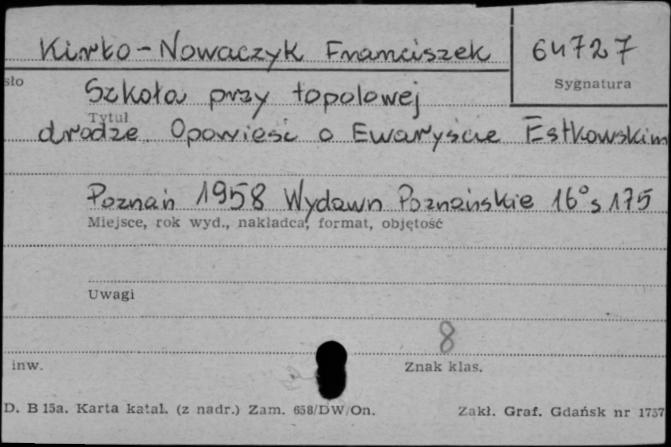 Kirło-Nowaczyk Franciszek
64727
sło
Sygnatura
Szkoła przy topolowej
Tytuł
drodze. Opowieść o Ewaryście Estkowskim
Poznań 1958 Wydawn Poznańskie 16° s 175
Miejsce, rok wyd., nakładca, format, objętość
Uwagi
8
inw.
Znak klas.
D. B 15a. Karta katal. (z nadr.) Zam. 658/DW/On.
Zakł. Graf. Gdańsk nr 1737